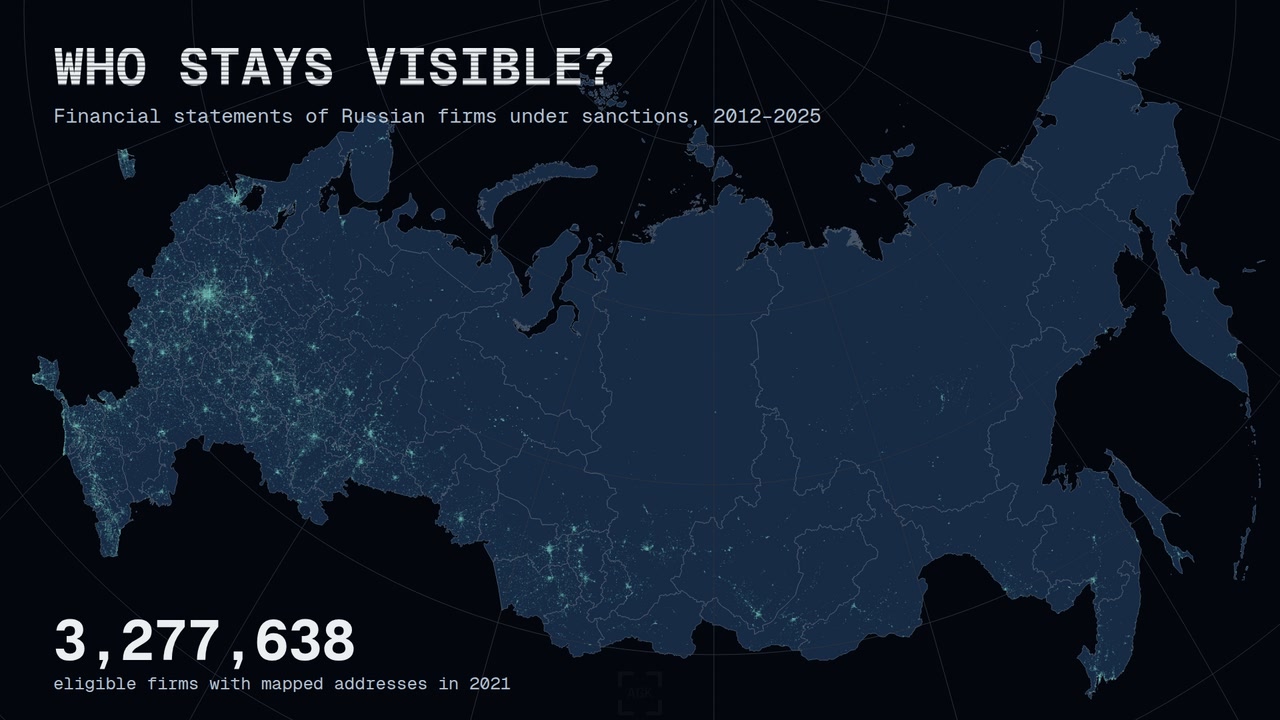 WHO STAYS VISIBLE?
Financial statements of Russian firms under sanctions, 2012–2025
3,277,638
eligible firms with mapped addresses in 2021